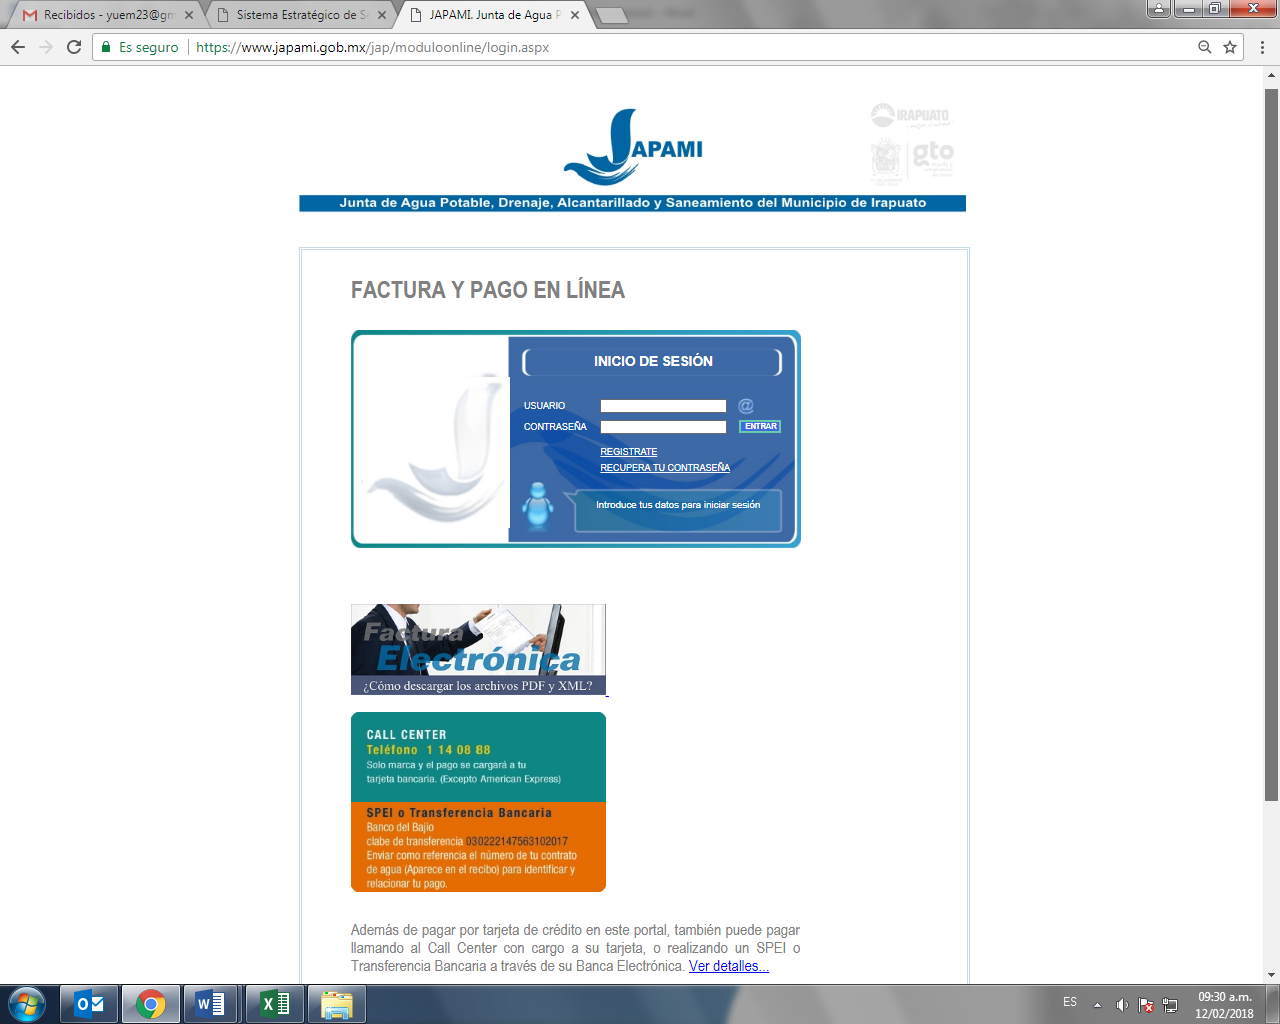 Recibidos - yuem23@gm
Sistema Estratégico de Se
JAPAMI. Junta de Agua P
Es seguro
https://www.japami.gob.mx/jap/moduloonline/login.aspx
JAPAMI
IRAPUATO
gto
Junta de Agua Potable, Drenaje, Alcantarillado y Saneamiento del Municipio de Irapuato
FACTURA Y PAGO EN LÍNEA
INICIO DE SESIÓN
USUARIO
@
CONTRASEÑA
ENTRAR
REGISTRATE
RECUPERA TU CONTRASEÑA
Introduce tus datos para iniciar sesión
Factura
Electrónica
¿Cómo descargar los archivos PDF y XML?
CALL CENTER
Teléfono 1 14 08 88
Solo marca y el pago se cargará a tu
tarjeta bancaria. (Excepto American Express)
SPEI o Transferencia Bancaria
Banco del Bajio
clabe de transferencia 030222147563102017
Enviar como referencia el número de tu contrato
de agua (Aparece en el recibo) para identificar y
relacionar tu pago.
Además de pagar por tarjeta de crédito en este portal, también puede pagar
llamando al Call Center con cargo a su tarjeta, o realizando un SPEI o
Transferencia Bancaria a través de su Banca Electrónica. Ver detalles...
ES
09:30 a.m.
12/02/2018